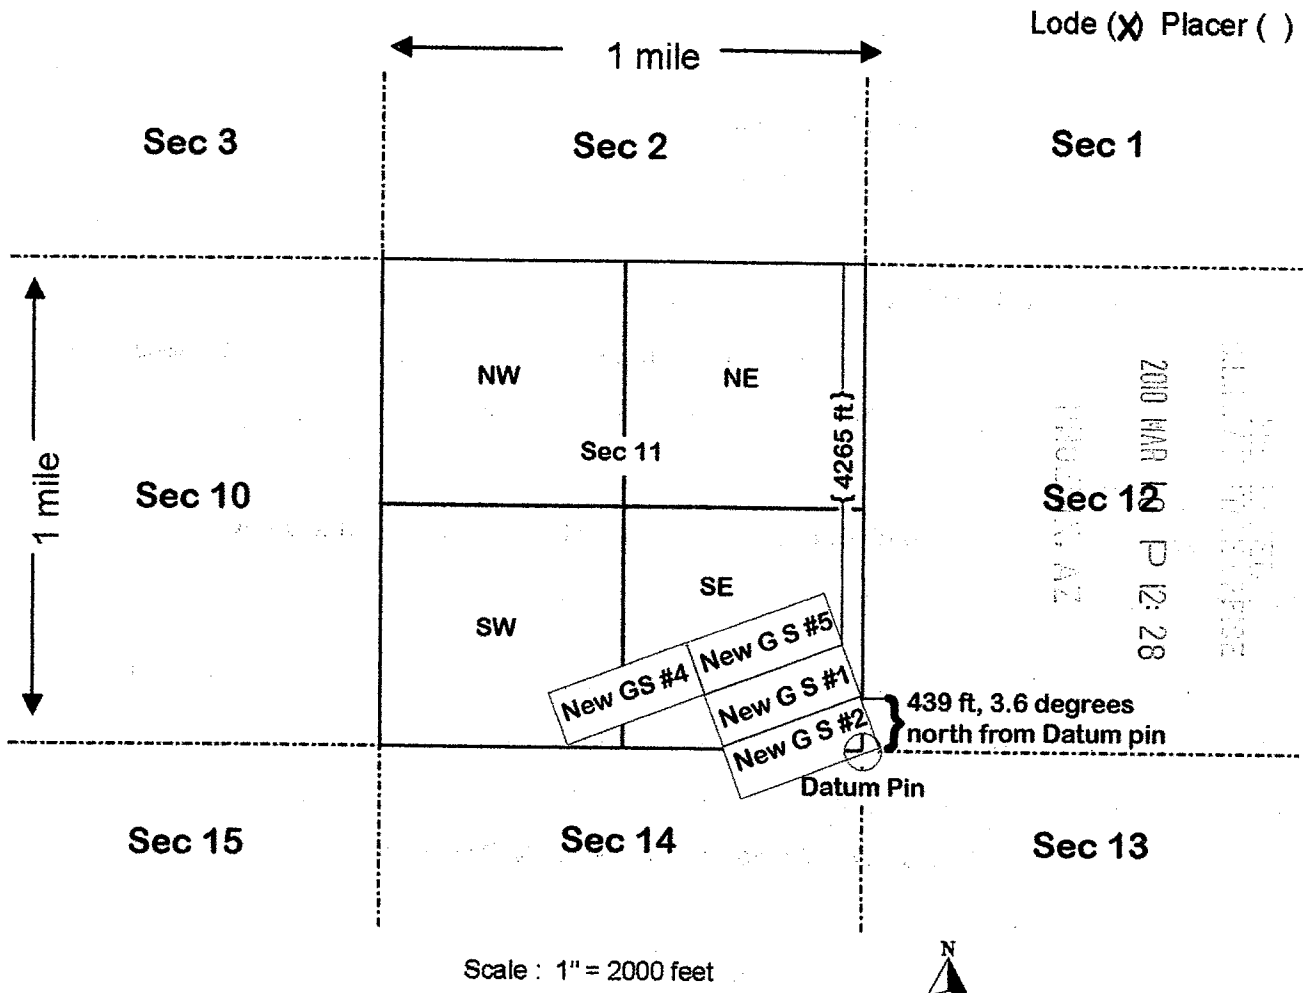 Lode (X) Placer ( )
1 mile
Sec 3
Sec 2
Sec 1
NW
NE
1 mile
{ 4265 ft }
Sec 10
Sec 11
Sec 12
2010 MAR
P 12: 28
AZ
SW
SE
New G S #5
New GS #4
New G S #1
New G S #2
439 ft, 3.6 degrees
north from Datum pin
Datum Pin
Sec 15
Sec 14
Sec 13
Scale : 1" = 2000 feet
N